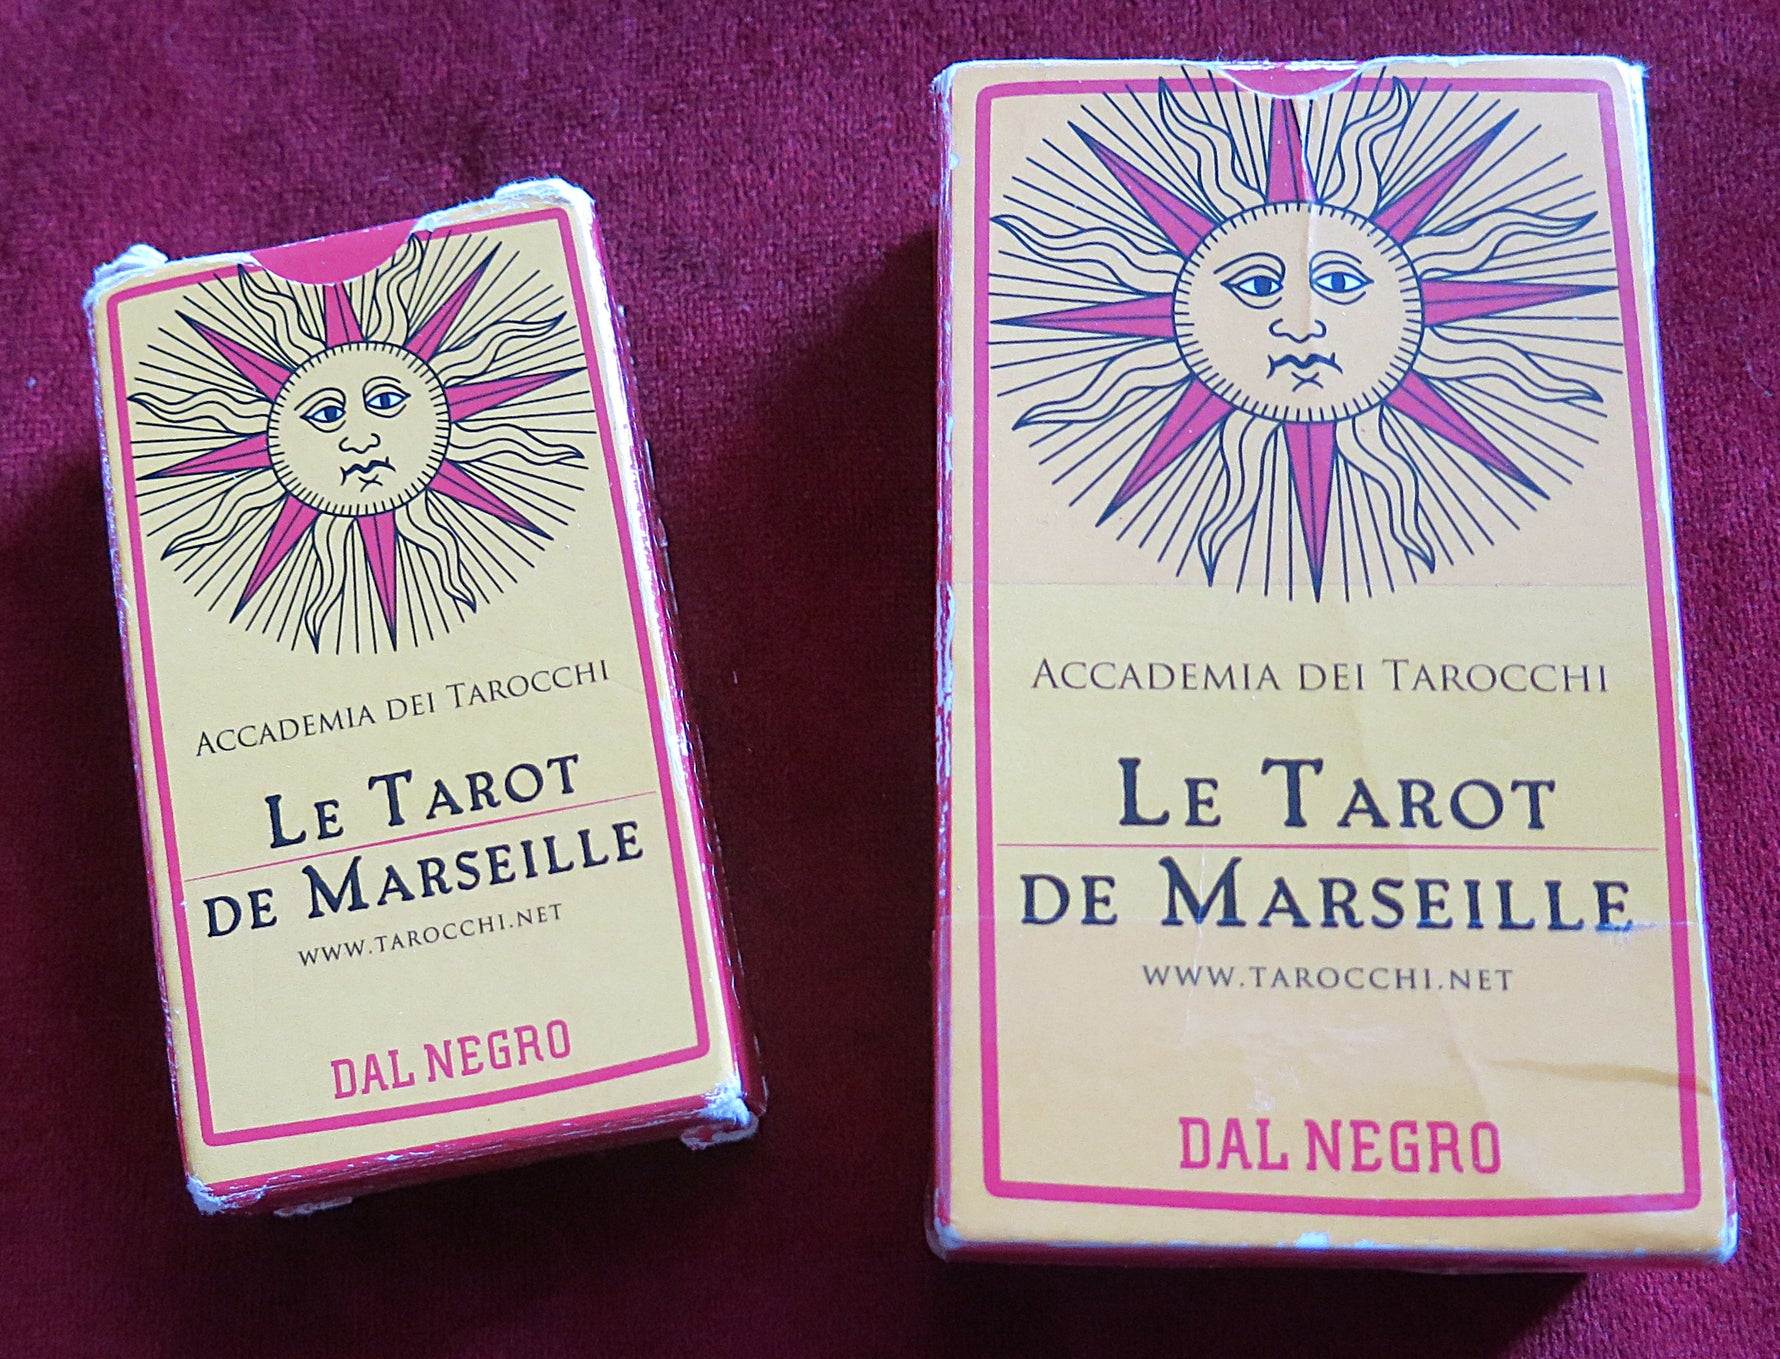 Accademia dei Tarocchi
Le Tarot
de Marseille
www.tarocchi.net
DAL NEGRO
Accademia dei Tarocchi
Le Tarot
de Marseille
www.tarocchi.net
DAL NEGRO